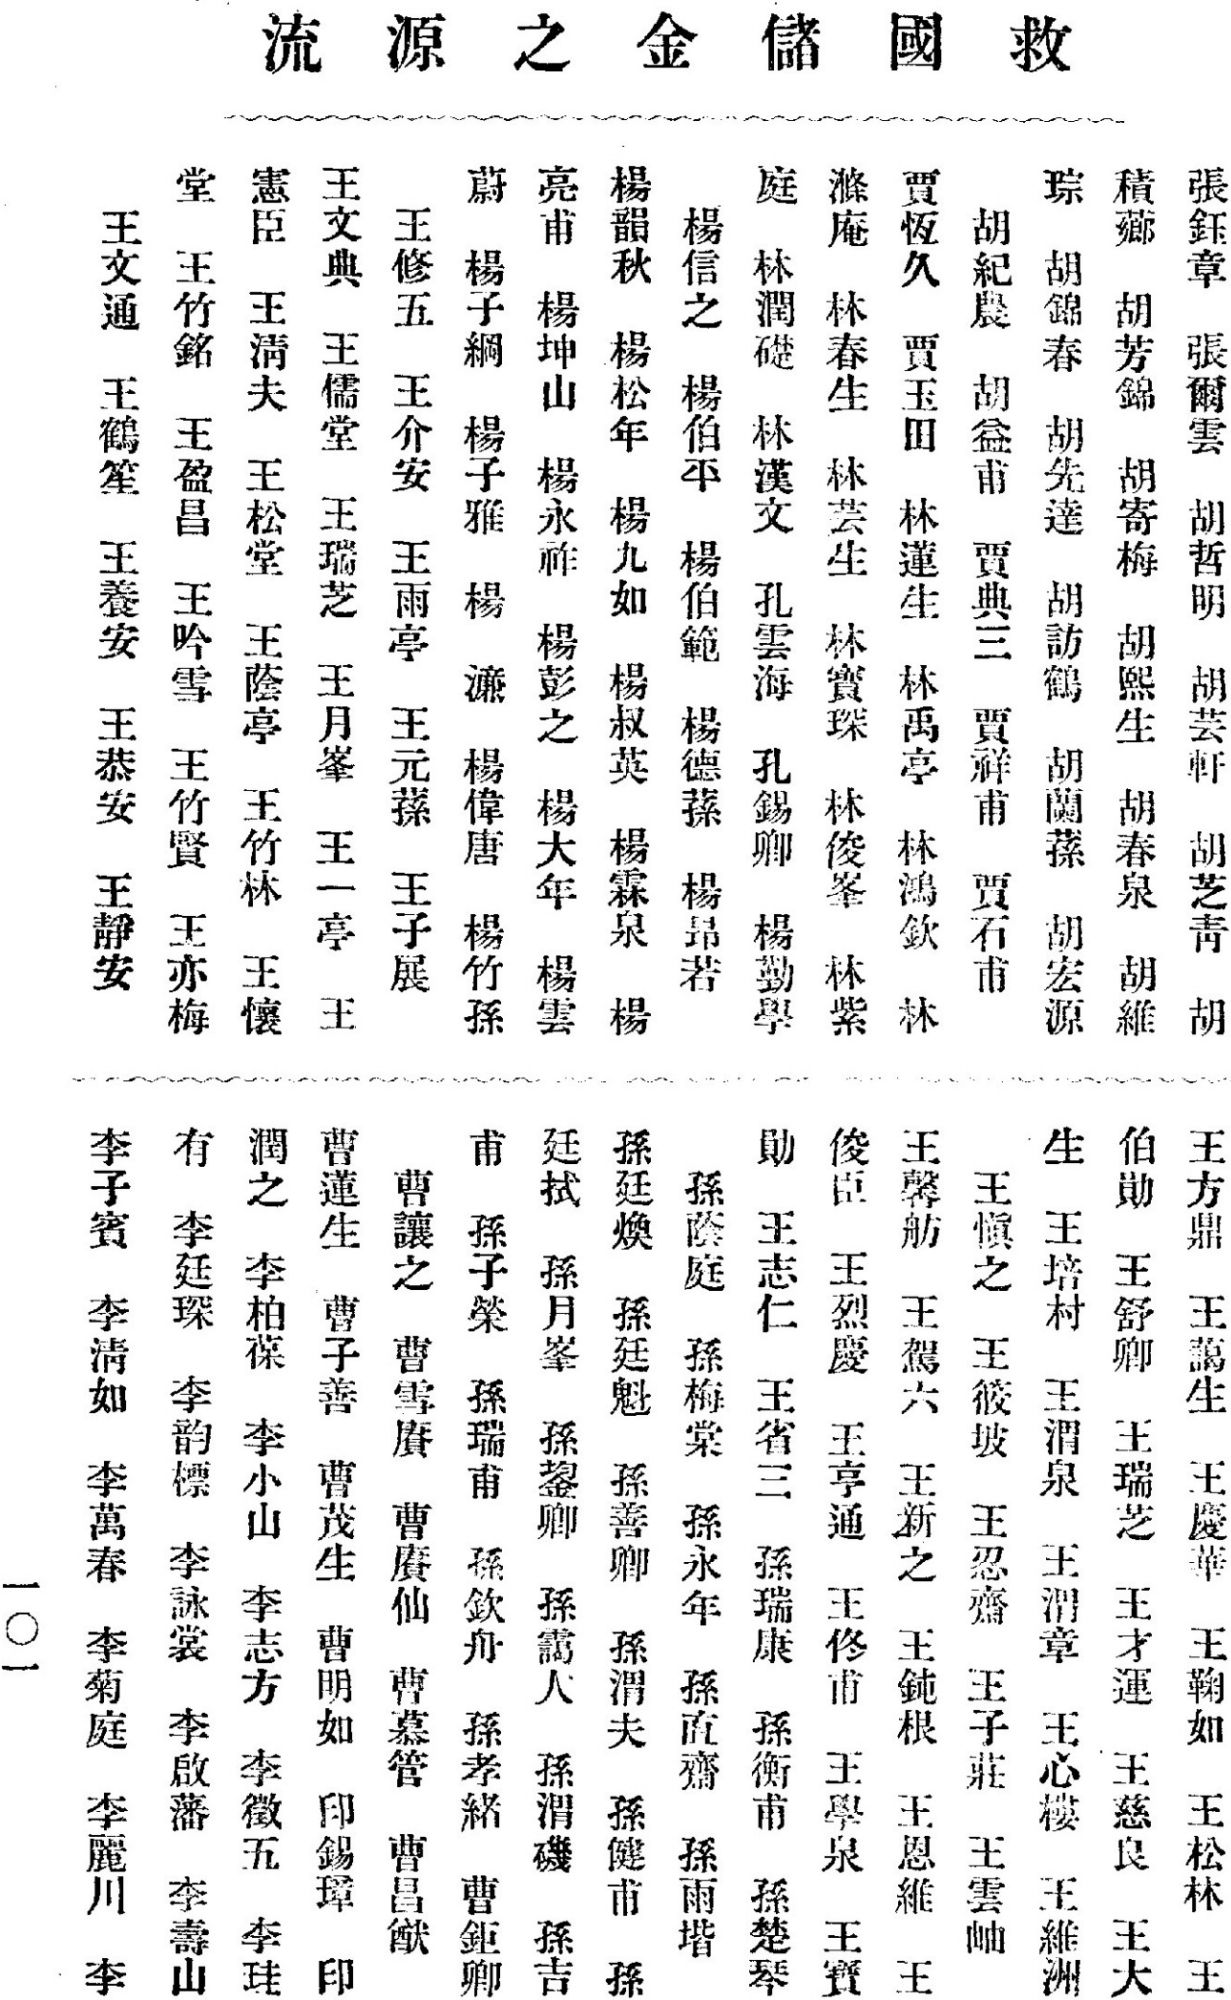 救國儲金之源流
張鈺章　張爾雲　胡哲明　胡芸軒　胡芝靑　胡
積薌　胡芳錦　胡寄梅　胡熙生　胡春泉　胡維
琮　胡錦春　胡先達　胡訪鶴　胡蘭蓀　胡宏源
胡紀農　胡益甫　賈典三　賈祥甫　賈石甫
賈恆久　賈玉田　林蓮生　林禹亭　林鴻欽　林
滌庵　林春生　林芸生　林寶琛　林俊峯　林紫
庭　林潤礎　林漢文　孔雲海　孔錫卿　楊勤學
楊信之　楊伯平　楊伯範　楊德蓀　楊昻若
楊韻秋　楊松年　楊九如　楊叔英　楊霖泉　楊
亮甫　楊坤山　楊永祚　楊彭之　楊大年　楊雲
蔚　楊子綱　楊子雅　楊　濂　楊偉唐　楊竹孫
王修五　王介安　王雨亭　王元蓀　王子展
王文典　王儒堂　王瑞芝　王月峯　王一亭　王
憲臣　王淸夫　王松堂　王蔭亭　王竹林　王懷
堂　王竹銘　王盈昌　王吟雪　王竹賢　王亦梅
王文通　王鶴笙　王養安　王恭安　王靜安
王方鼎　王藹生　王慶華　王鞠如　王松林　王
伯勛　王舒卿　王瑞芝　王才運　王慈良　王大
生　王培村　王渭泉　王渭章　王心樓　王維洲
王愼之　王筱坡　王忍齋　王子莊　王雲岫
王馨舫　王駕六　王新之　王鈍根　王恩維　王
俊臣　王烈慶　王亨通　王修甫　王學泉　王寶
勛　王志仁　王省三　孫瑞康　孫衡甫　孫楚琴
孫蔭庭　孫梅棠　孫永年　孫直齋　孫雨堦
孫廷煥　孫廷魁　孫善卿　孫渭夫　孫健甫　孫
廷拭　孫月峯　孫鋆卿　孫靄人　孫渭磯　孫吉
甫　孫子榮　孫瑞甫　孫欽舟　孫孝緒　曹鉅卿
曹讓之　曹雪賡　曹賡仙　曹慕管　曹昌猷
曹蓮生　曹子善　曹茂生　曹明如　印錫璋　印
潤之　李柏葆　李小山　李志方　李徵五　李珪
有　李廷琛　李韵標　李詠裳　李啟藩　李壽山
李子賓　李淸如　李萬春　李菊庭　李麗川　李
一〇一